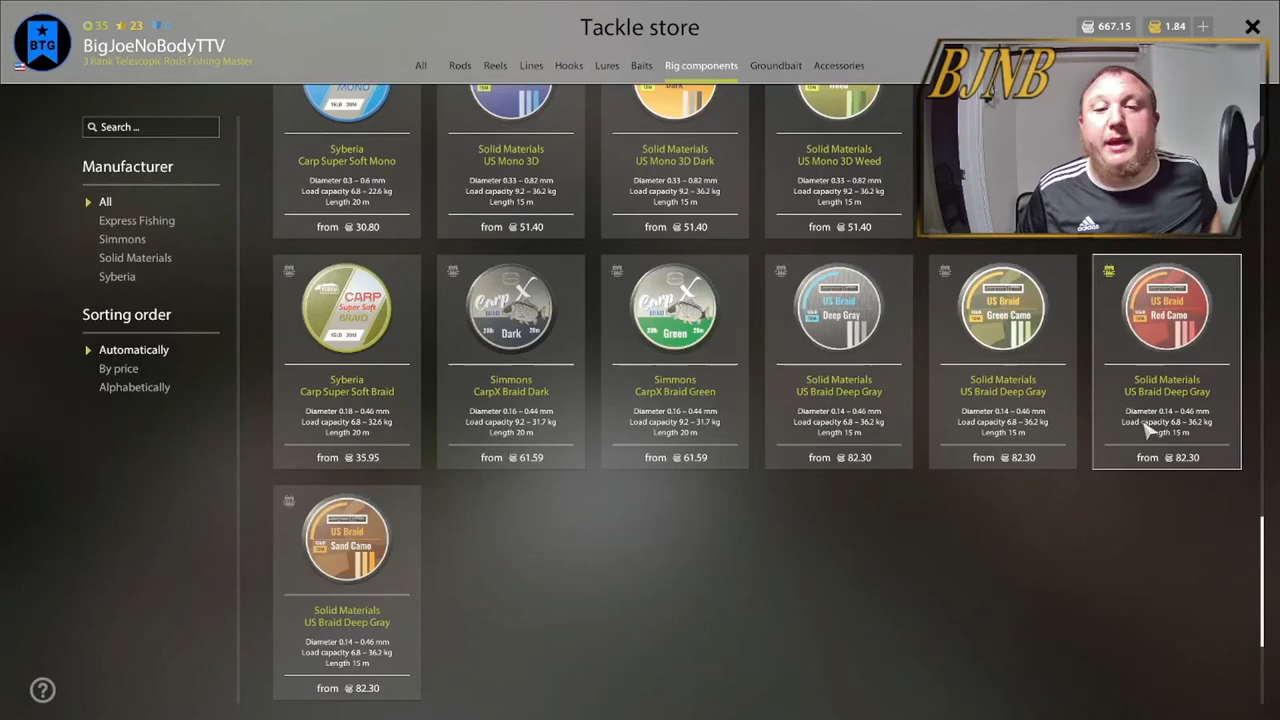 35 23
BTG
BigJoeNoBodyTTV
3 Rank Telescopic Rods Fishing Master
Tackle store
667.15 1.84 +
All Rods Reels Lines Hooks Lures Baits Rig components Groundbait Accessories
BJNB
Search ...
Manufacturer
All
Express Fishing
Simmons
Solid Materials
Syberia
Sorting order
Automatically
By price
Alphabetically
MONO
15LB 20M
Syberia
Carp Super Soft Mono
Diameter 0.3 – 0.6 mm
Load capacity 6.8 – 22.6 kg
Length 20 m
from 30.80
Solid Materials
US Mono 3D
Diameter 0.33 – 0.82 mm
Load capacity 9.2 – 36.2 kg
Length 15 m
from 51.40
Dark
Solid Materials
US Mono 3D Dark
Diameter 0.33 – 0.82 mm
Load capacity 9.2 – 36.2 kg
Length 15 m
from 51.40
Weed
Solid Materials
US Mono 3D Weed
Diameter 0.33 – 0.82 mm
Load capacity 9.2 – 36.2 kg
Length 15 m
from 51.40
CARP
Super Soft
BRAID
15LB 20M
Syberia
Carp Super Soft Braid
Diameter 0.18 – 0.46 mm
Load capacity 6.8 – 32.6 kg
Length 20 m
from 35.95
Carp X
BRAID
Dark
20lb 20m
Simmons
CarpX Braid Dark
Diameter 0.16 – 0.44 mm
Load capacity 9.2 – 31.7 kg
Length 20 m
from 61.59
Carp X
BRAID
Green
20lb 20m
Simmons
CarpX Braid Green
Diameter 0.16 – 0.44 mm
Load capacity 9.2 – 31.7 kg
Length 20 m
from 61.59
US Braid
Deep Gray
Solid Materials
US Braid Deep Gray
Diameter 0.14 – 0.46 mm
Load capacity 6.8 – 36.2 kg
Length 15 m
from 82.30
US Braid
Green Camo
Solid Materials
US Braid Deep Gray
Diameter 0.14 – 0.46 mm
Load capacity 6.8 – 36.2 kg
Length 15 m
from 82.30
US Braid
Red Camo
Solid Materials
US Braid Deep Gray
Diameter 0.14 – 0.46 mm
Load capacity 6.8 – 36.2 kg
15 m
from 82.30
US Braid
Sand Camo
Solid Materials
US Braid Deep Gray
Diameter 0.14 – 0.46 mm
Load capacity 6.8 – 36.2 kg
Length 15 m
from 82.30
adidas
?